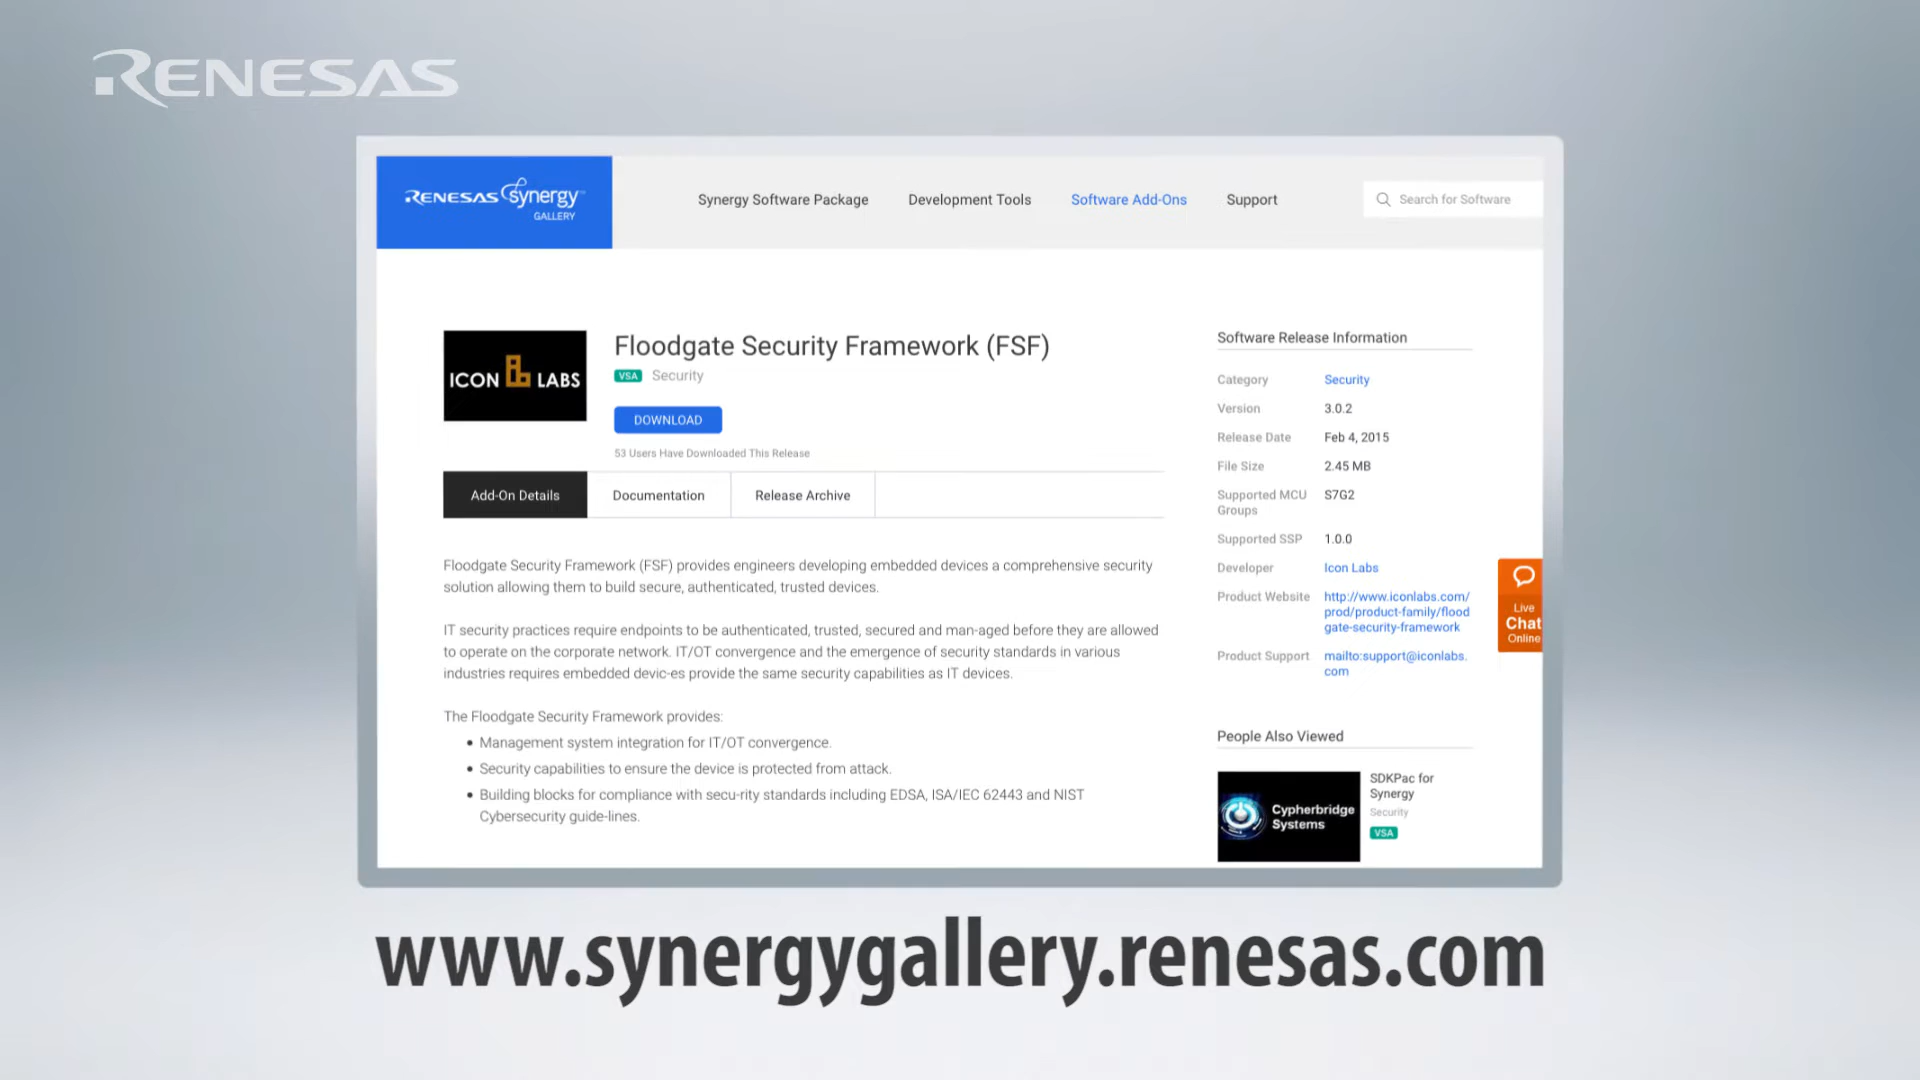 RENESAS
RENESAS Synergy™
GALLERY
Synergy Software Package
Development Tools
Software Add-Ons
Support
Search for Software
ICON LABS
Floodgate Security Framework (FSF)
VSA Security
DOWNLOAD
53 Users Have Downloaded This Release
Add-On Details
Documentation
Release Archive
Floodgate Security Framework (FSF) provides engineers developing embedded devices a comprehensive security
solution allowing them to build secure, authenticated, trusted devices.
IT security practices require endpoints to be authenticated, trusted, secured and man-aged before they are allowed
to operate on the corporate network. IT/OT convergence and the emergence of security standards in various
industries requires embedded devic-es provide the same security capabilities as IT devices.
The Floodgate Security Framework provides:
• Management system integration for IT/OT convergence.
• Security capabilities to ensure the device is protected from attack.
• Building blocks for compliance with secu-rity standards including EDSA, ISA/IEC 62443 and NIST
Cybersecurity guide-lines.
Software Release Information
Category Security
Version 3.0.2
Release Date Feb 4, 2015
File Size 2.45 MB
Supported MCU S7G2
Groups
Supported SSP 1.0.0
Developer Icon Labs
Product Website http://www.iconlabs.com/
prod/product-family/flood
gate-security-framework
Product Support mailto:support@iconlabs.
com
Live
Chat
Online
People Also Viewed
Cypherbridge
Systems
SDKPac for
Synergy
Security
VSA
www.synergygallery.renesas.com